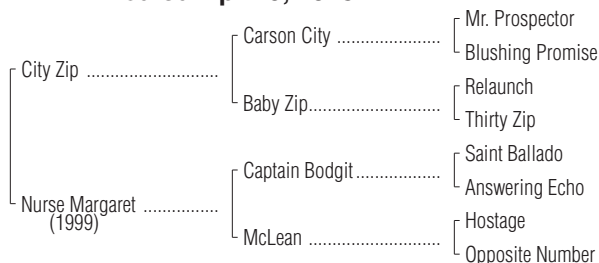 Mr. Prospector
Carson City ....................
Blushing Promise
City Zip ..........................
Relaunch
Baby Zip.........................
Thirty Zip
Saint Ballado
Captain Bodgit................
Answering Echo
Nurse Margaret ...............
(1999)
Hostage
McLean ..........................
Opposite Number